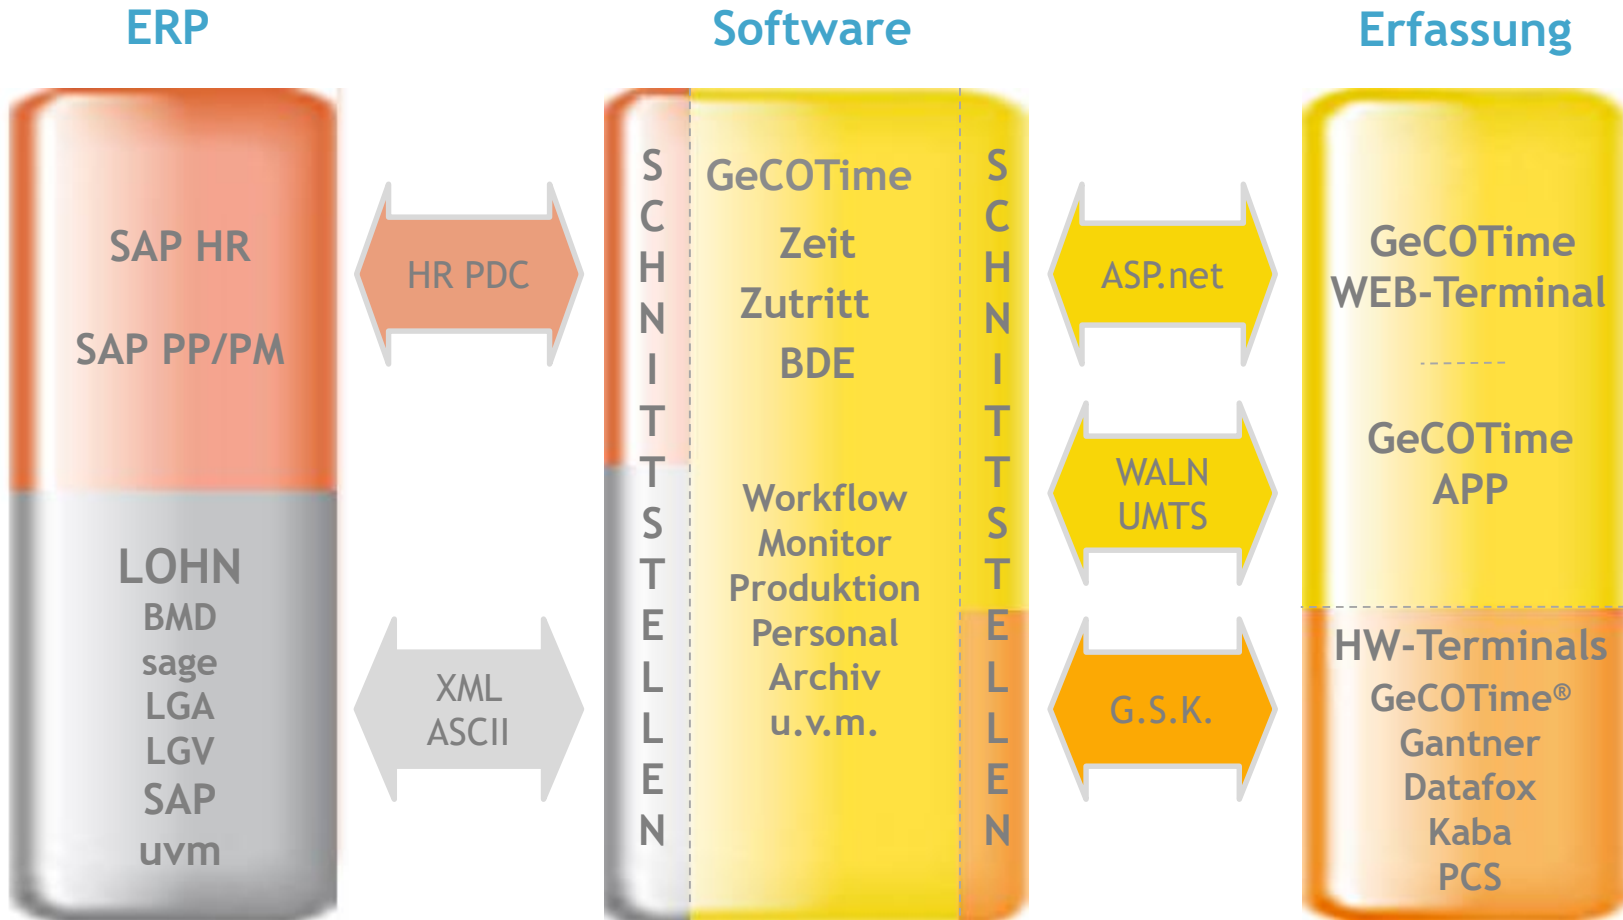 ERP
Software
Erfassung
SAP HR
SAP PP/PM
LOHN
BMD
sage
LGA
LGV
SAP
uvm
HR PDC
XML
ASCII
SCHNITTSTELLEN
GeCOTime
Zeit
Zutritt
BDE
Workflow
Monitor
Produktion
Personal
Archiv
u.v.m.
SCHNITTSTELLEN
ASP.net
WALN
UMTS
G.S.K.
GeCOTime
WEB-Terminal
GeCOTime
APP
HW-Terminals
GeCOTime®
Gantner
Datafox
Kaba
PCS